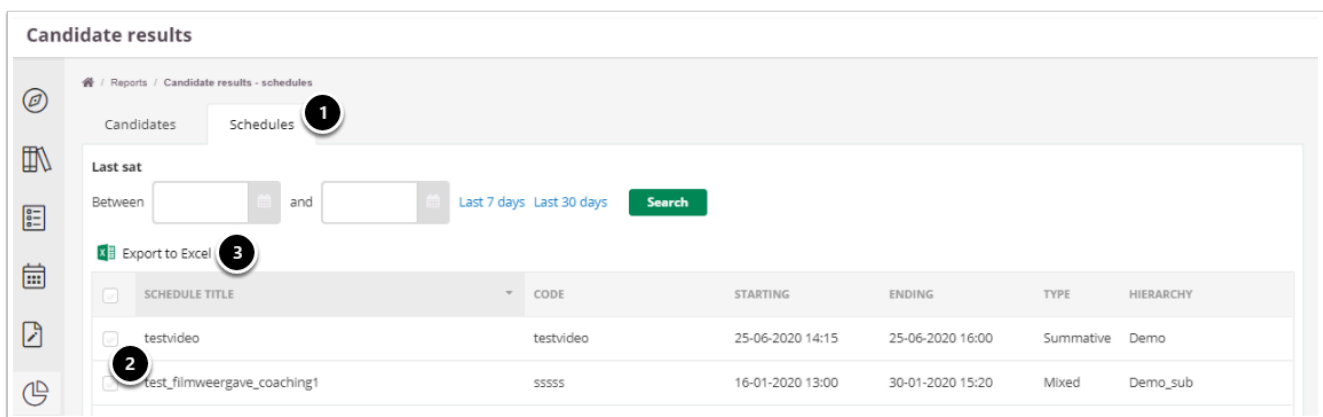 Candidate results
/ Reports / Candidate results - schedules
Candidates Schedules 1
Last sat
Between and Last 7 days Last 30 days Search
Export to Excel 3
SCHEDULE TITLE CODE STARTING ENDING TYPE HIERARCHY
testvideo testvideo 25-06-2020 14:15 25-06-2020 16:00 Summative Demo
2
test_filmweergave_coaching1 sssss 16-01-2020 13:00 30-01-2020 15:20 Mixed Demo_sub